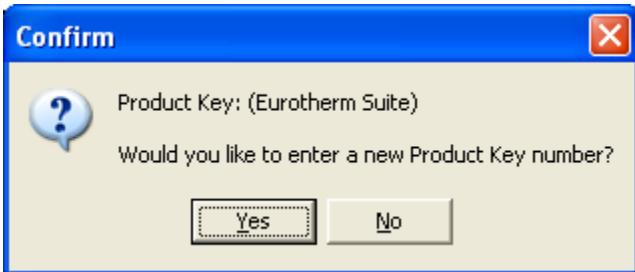 Confirm
Product Key: (Eurotherm Suite)
Would you like to enter a new Product Key number?
Yes
No